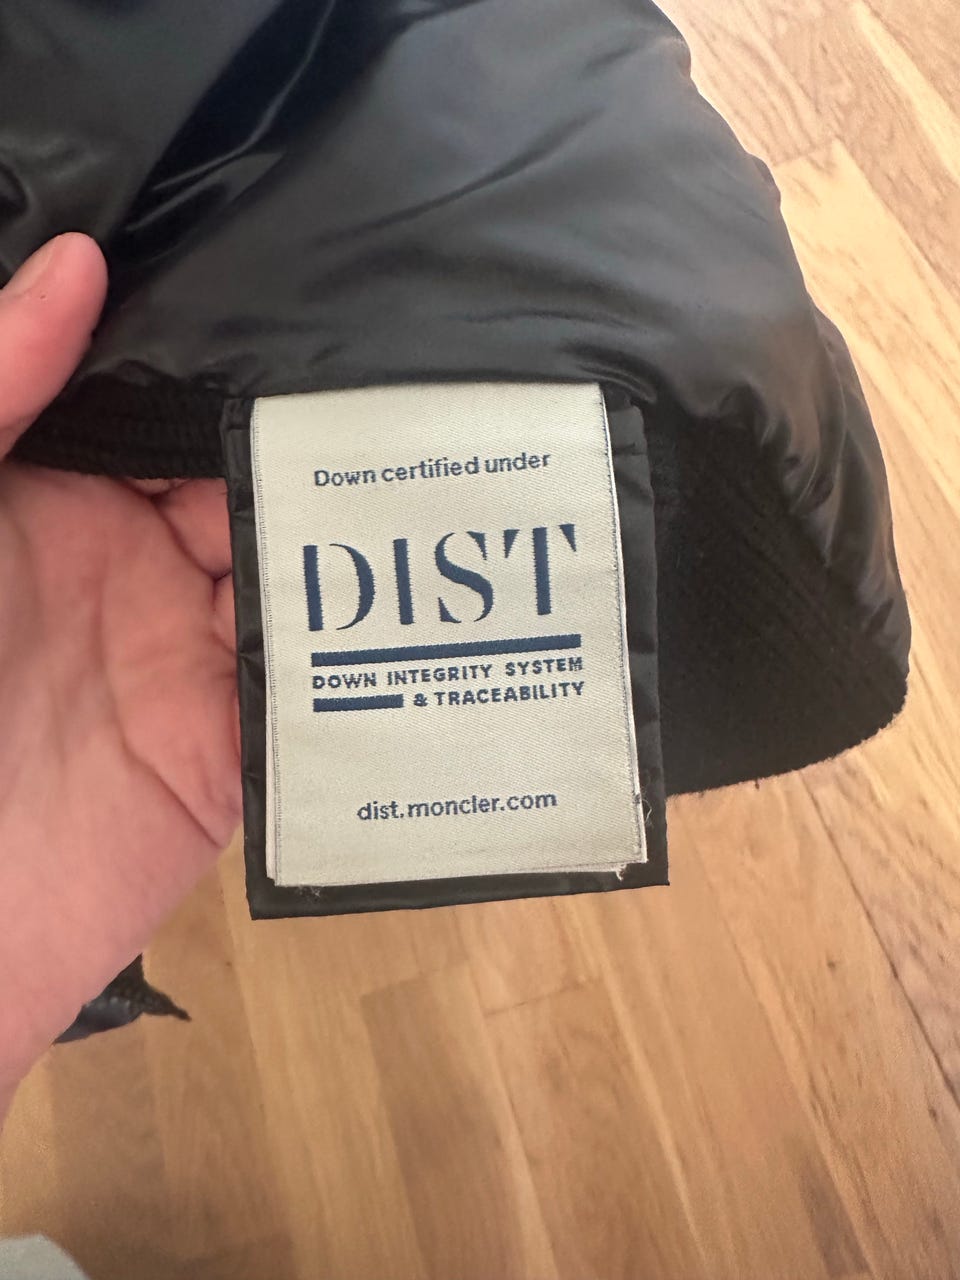 Down certified under
DIST
DOWN INTEGRITY SYSTEM
& TRACEABILITY
dist.moncler.com